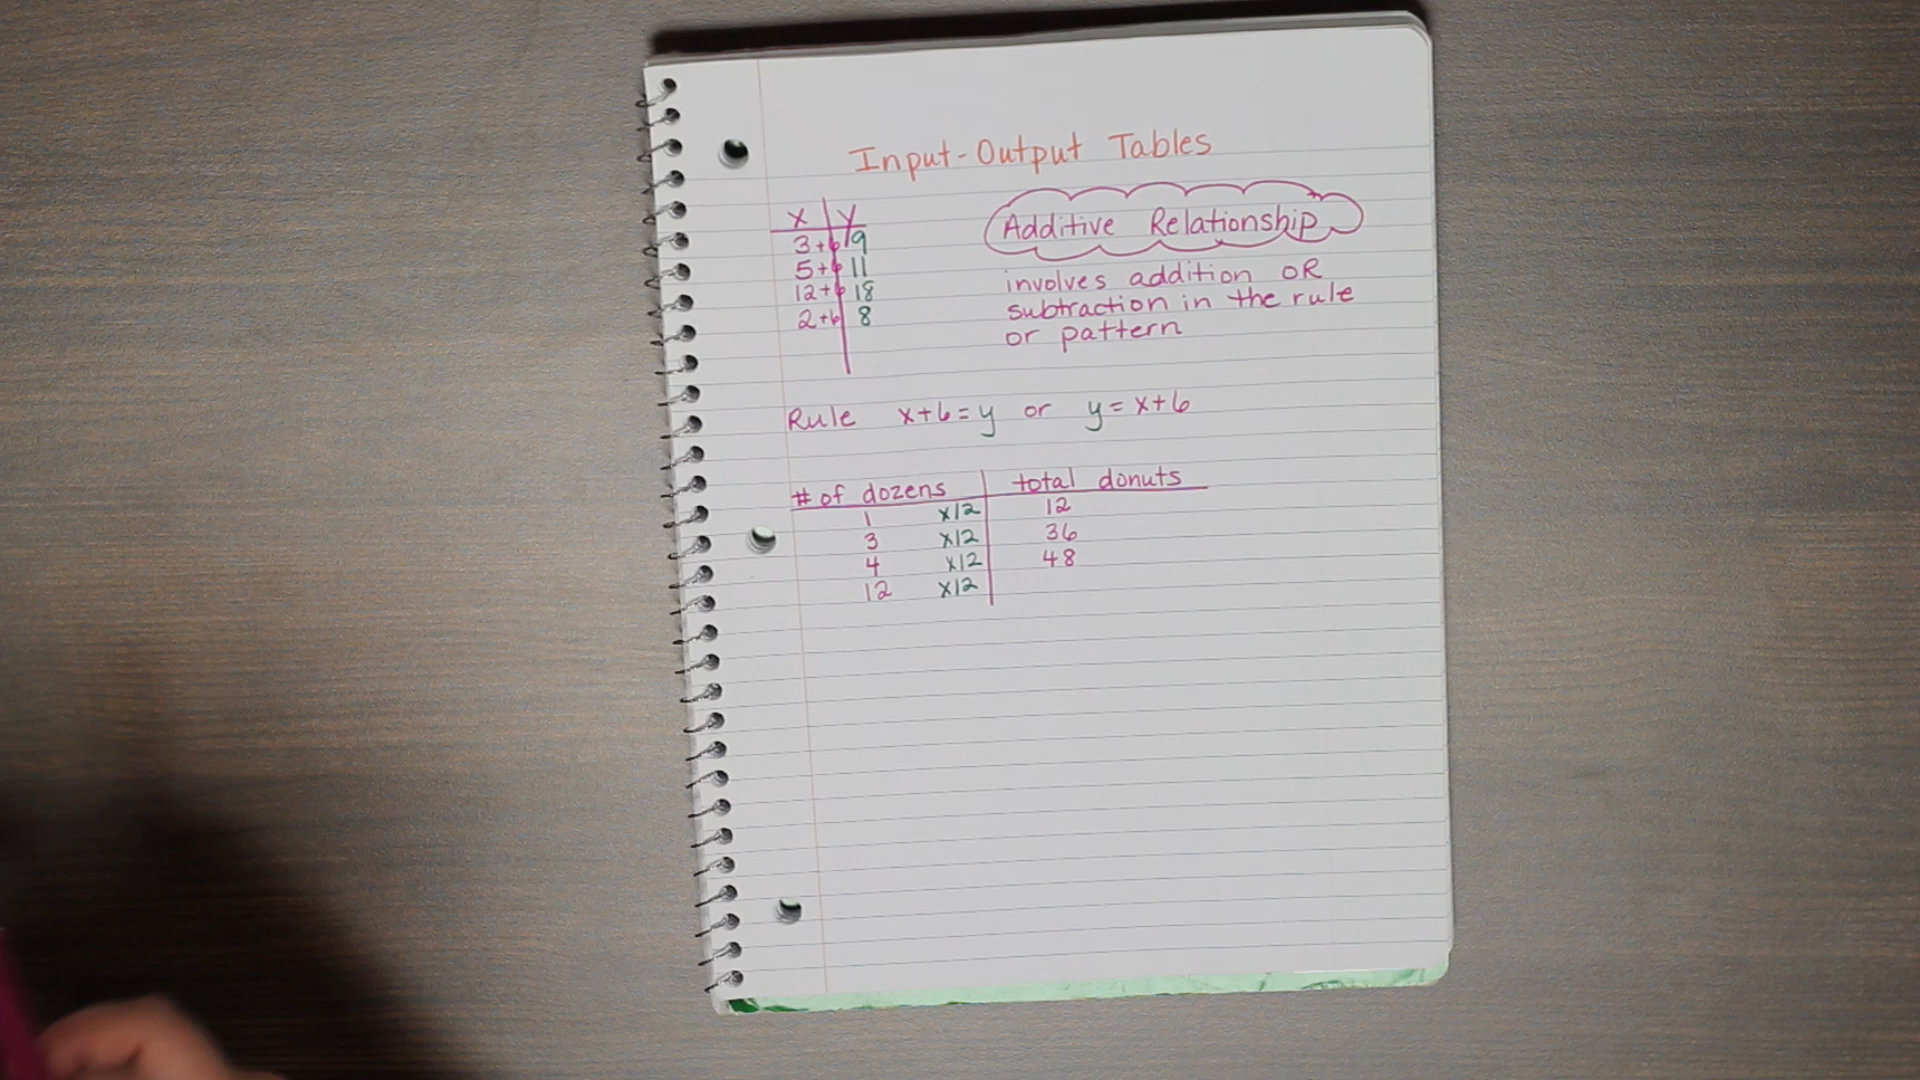 Input-Output Tables
x y
3+6 9
5+6 11
12+6 18
2+6 8
Additive Relationship
involves addition OR
subtraction in the rule
or pattern
Rule x+6=y or y=x+6
# of dozens total donuts
1 x12 12
3 x12 36
4 x12 48
12 x12